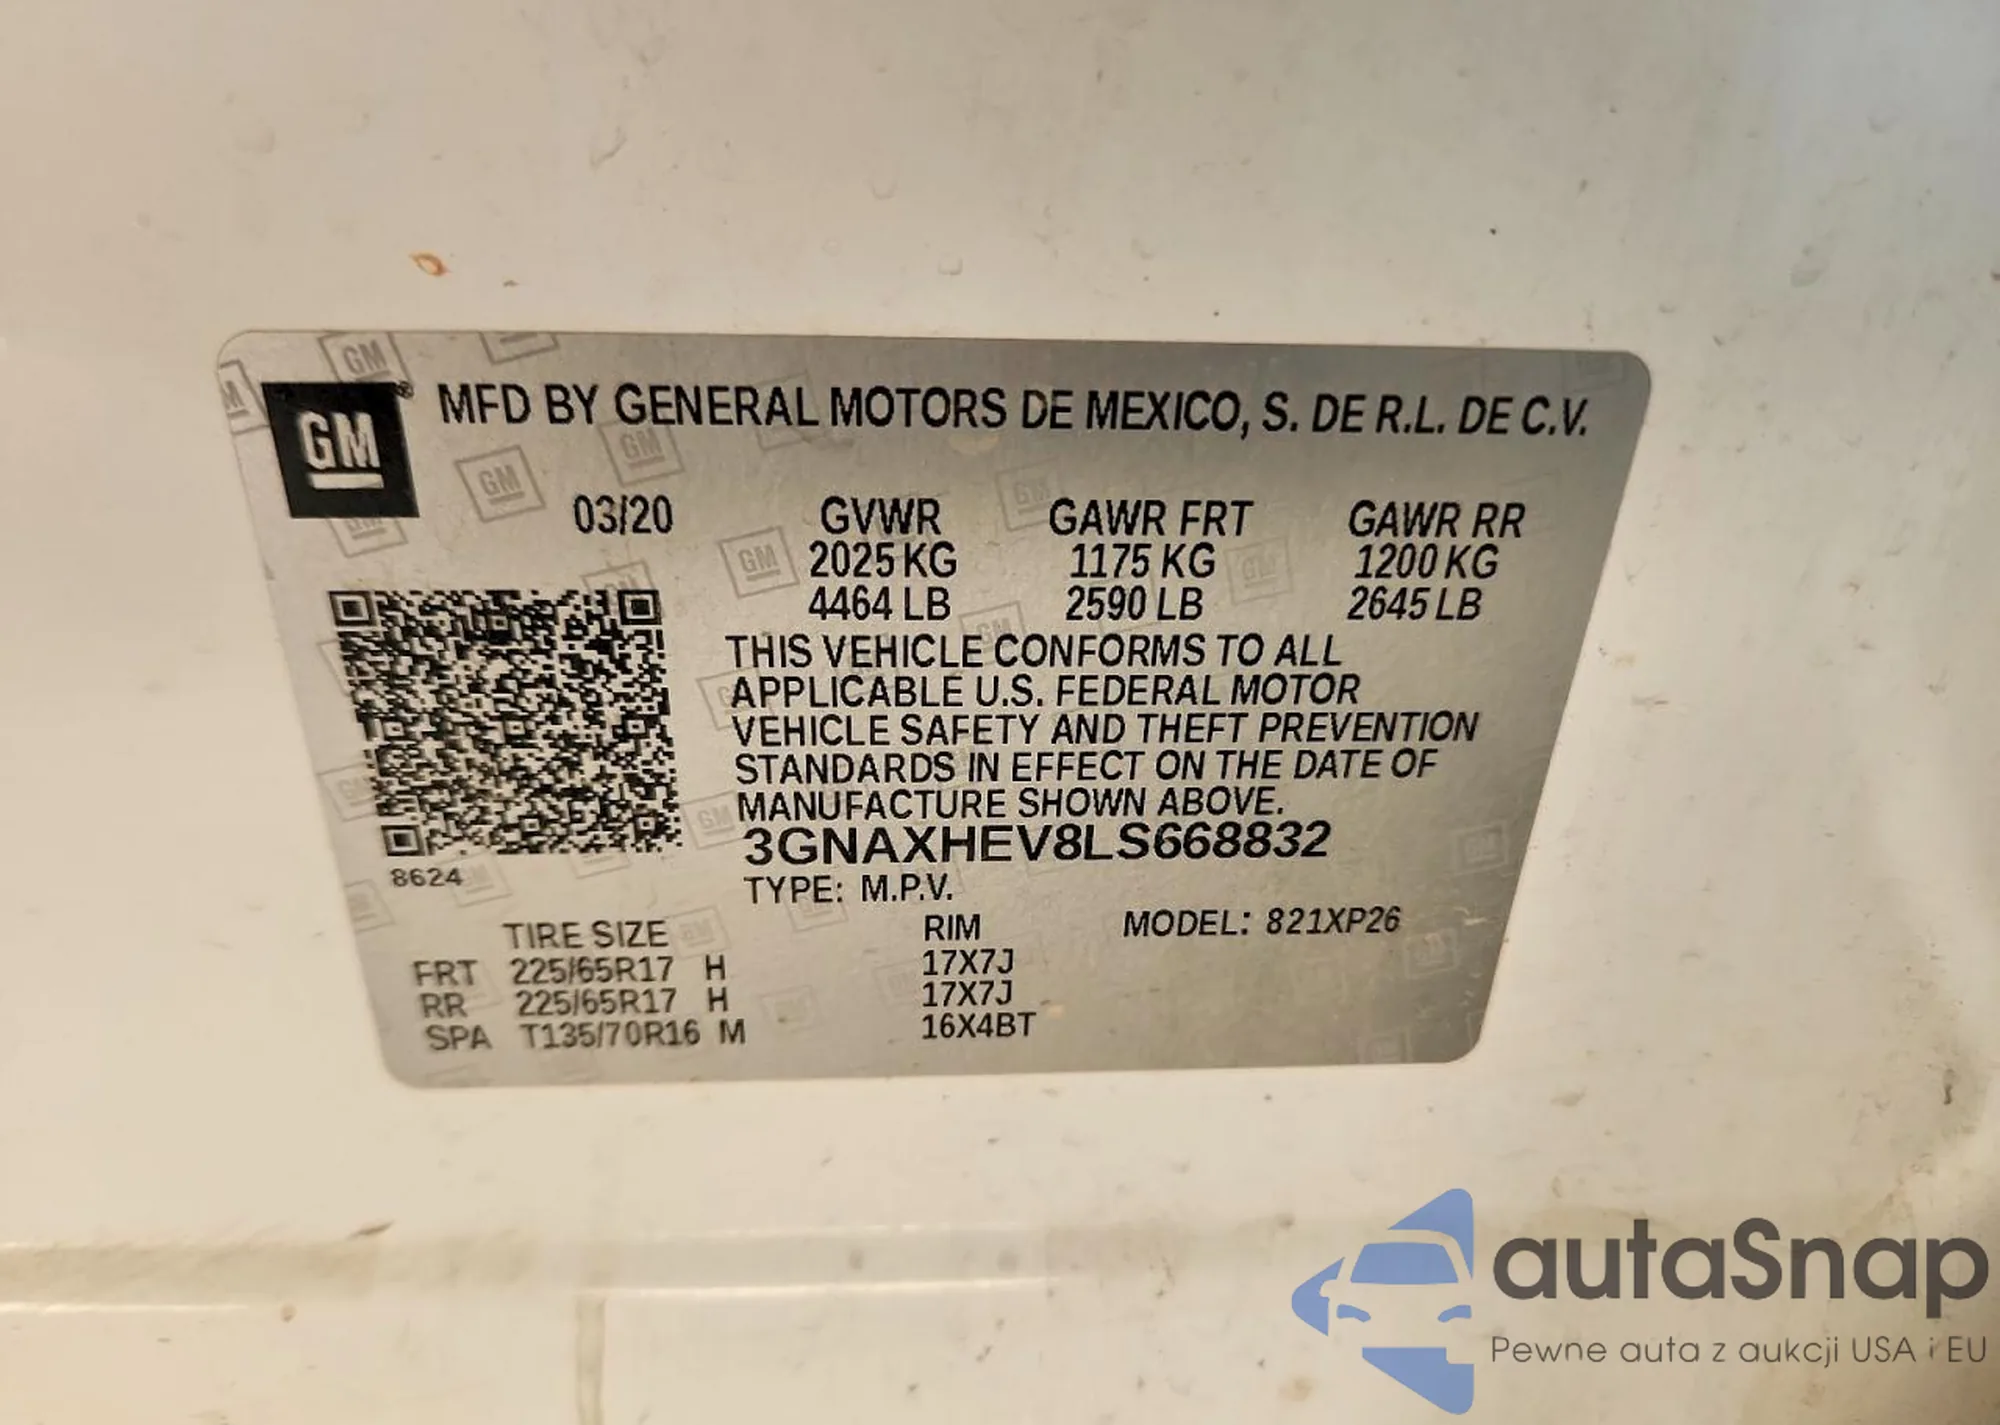 GM
MFD BY GENERAL MOTORS DE MEXICO, S. DE R.L. DE C.V.
03/20 GVWR GAWR FRT GAWR RR
2025 KG 1175 KG 1200 KG
4464 LB 2590 LB 2645 LB
THIS VEHICLE CONFORMS TO ALL
APPLICABLE U.S. FEDERAL MOTOR
VEHICLE SAFETY AND THEFT PREVENTION
STANDARDS IN EFFECT ON THE DATE OF
MANUFACTURE SHOWN ABOVE.
3GNAXHEV8LS668832
8624
TYPE: M.P.V.
TIRE SIZE RIM MODEL: 821XP26
FRT 225/65R17 H 17X7J
RR 225/65R17 H 17X7J
SPA T135/70R16 M 16X4BT
autaSnap
Pewne auta z aukcji USA i EU